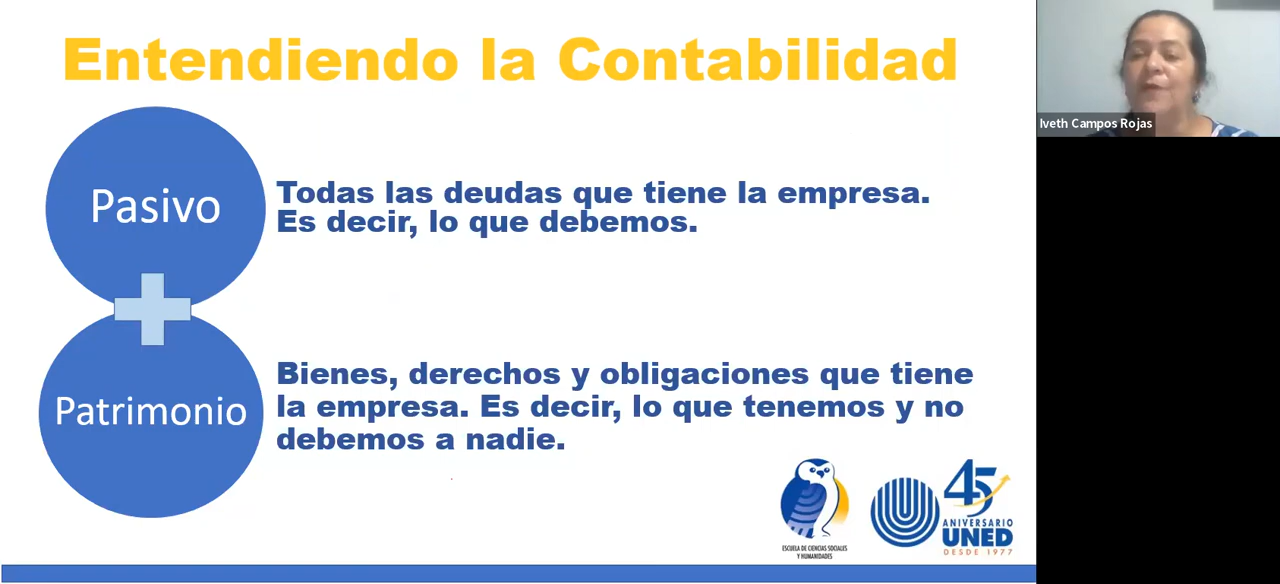 Entendiendo la Contabilidad
Pasivo
Todas las deudas que tiene la empresa.
Es decir, lo que debemos.
Patrimonio
Bienes, derechos y obligaciones que tiene
la empresa. Es decir, lo que tenemos y no
debemos a nadie.
ESCUELA DE CIENCIAS SOCIALES
Y HUMANIDADES
45
ANIVERSARIO
UNED
DESDE 1977
Iveth Campos Rojas